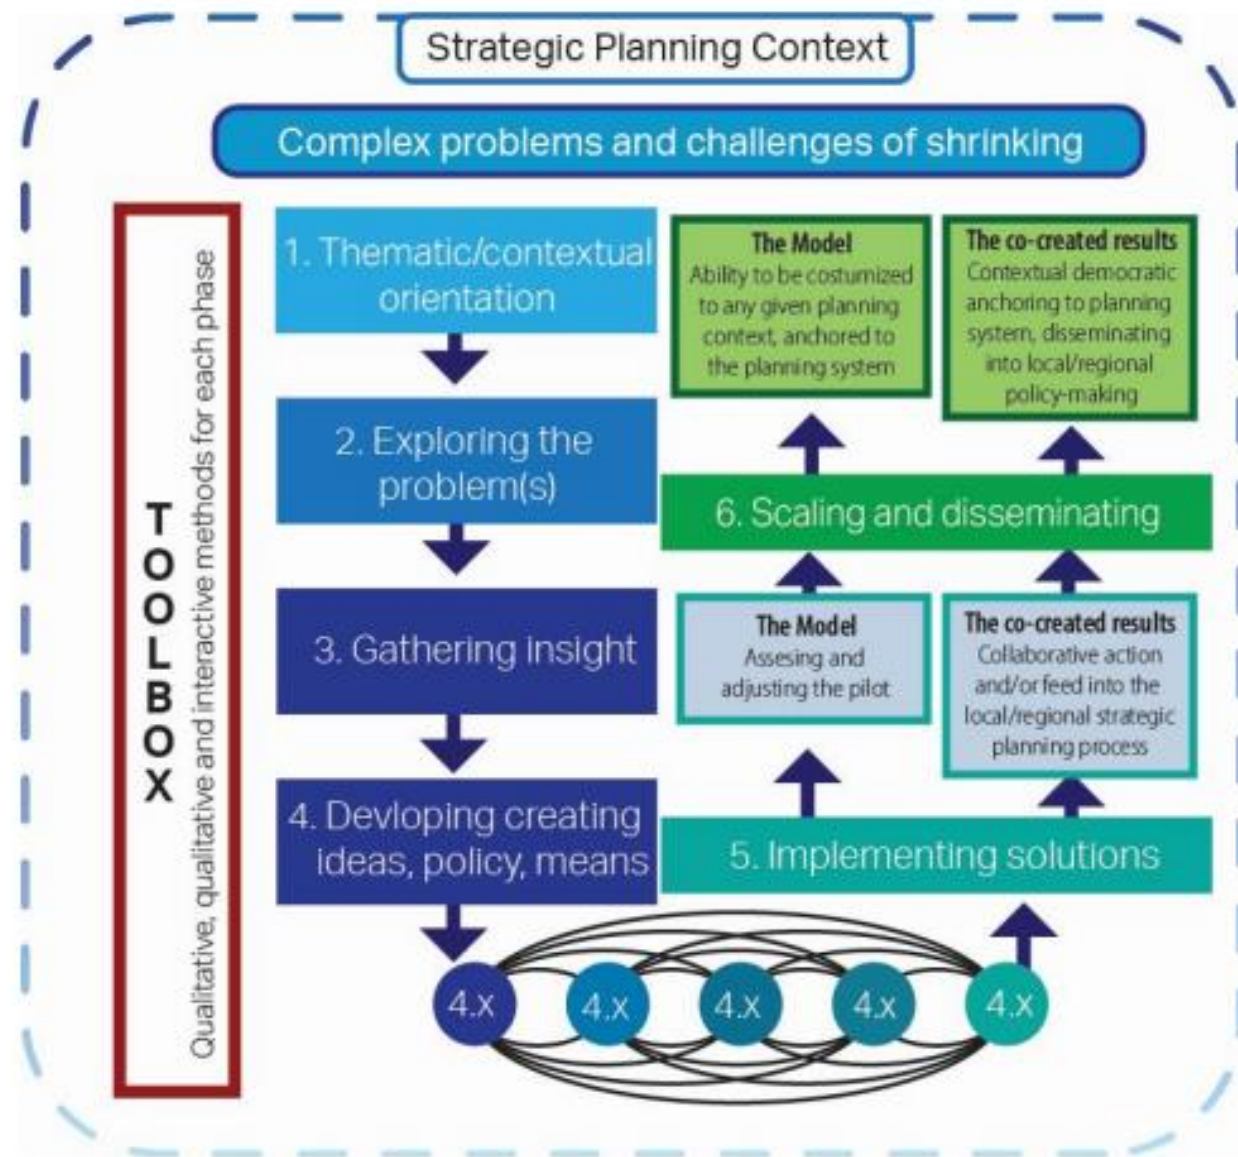 Strategic Planning Context
Complex problems and challenges of shrinking
TOOLBOX
Qualitative, qualitative and interactive methods for each phase
1. Thematic/contextual
orientation
2. Exploring the
problem(s)
3. Gathering insight
4. Devloping creating
ideas, policy, means
4.x
4.x
4.x
4.x
4.x
5. Implementing solutions
The Model
Assesing and
adjusting the pilot
The co-created results
Collaborative action
and/or feed into the
local/regional strategic
planning process
6. Scaling and disseminating
The Model
Ability to be costumized
to any given planning
context, anchored to
the planning system
The co-created results
Contextual democratic
anchoring to planning
system, disseminating
into local/regional
policy-making